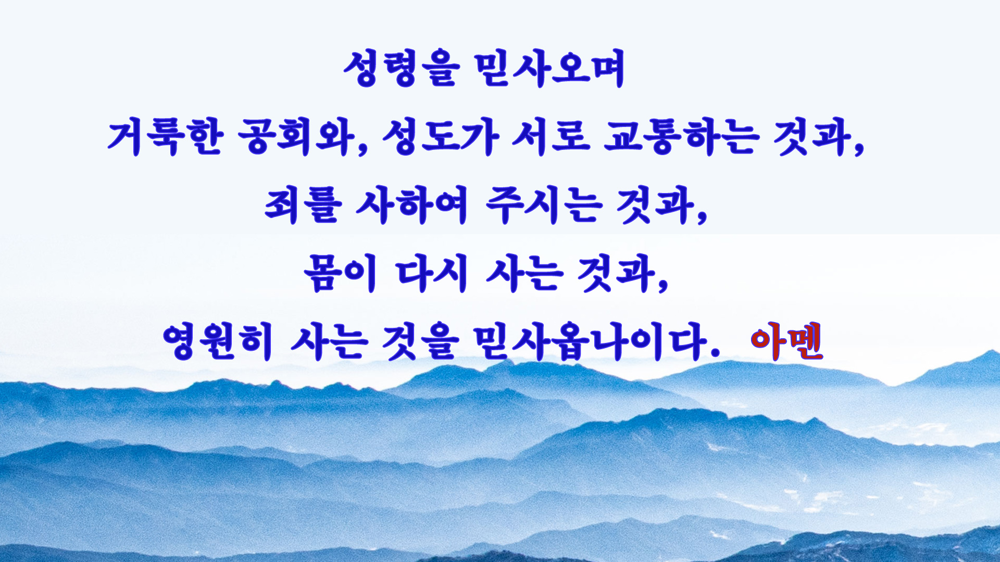 성령을 믿사오며
거룩한 공회와, 성도가 서로 교통하는 것과,
죄를 사하여 주시는 것과,
몸이 다시 사는 것과,
영원히 사는 것을 믿사옵나이다. 아멘